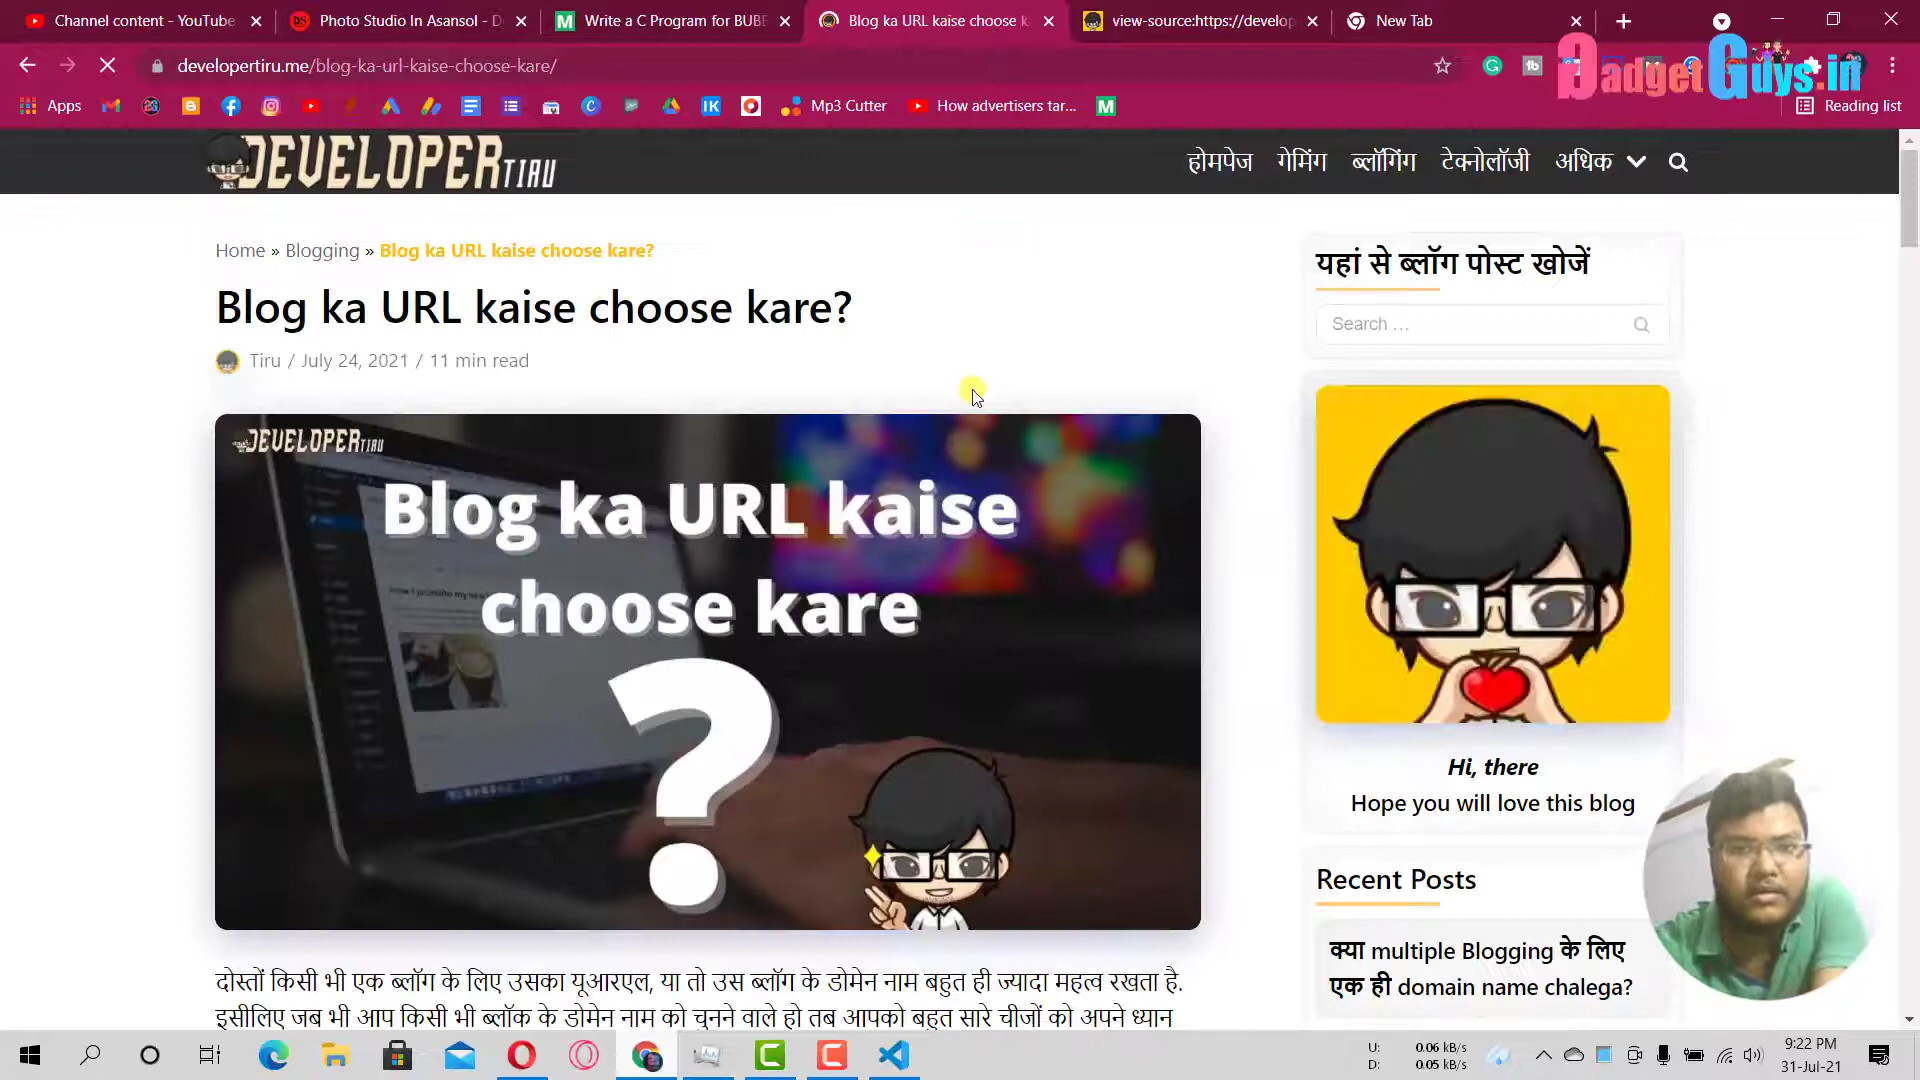 Channel content - YouTube
Photo Studio In Asansol - D
Write a C Program for BUBB
Blog ka URL kaise choose k
view-source:https://develop
New Tab
developertiru.me/blog-ka-url-kaise-choose-kare/
GadgetGuys.in
Apps
Mp3 Cutter
How advertisers tar...
Reading list
DEVELOPERTIRU
होमपेज
गेमिंग
ब्लॉगिंग
टेक्नोलॉजी
अधिक
Home » Blogging » Blog ka URL kaise choose kare?
Blog ka URL kaise choose kare?
Tiru / July 24, 2021 / 11 min read
DEVELOPERTIRU
Blog ka URL kaise
choose kare
?
दोस्तों किसी भी एक ब्लॉग के लिए उसका यूआरएल, या तो उस ब्लॉग के डोमेन नाम बहुत ही ज्यादा महत्व रखता है.
इसीलिए जब भी आप किसी भी ब्लॉक के डोमेन नाम को चुनने वाले हो तब आपको बहुत सारे चीजों को अपने ध्यान
यहां से ब्लॉग पोस्ट खोजें
Search …
Hi, there
Hope you will love this blog
Recent Posts
क्या multiple Blogging के लिए
एक ही domain name chalega?
U: 0.06 kB/s
D: 0.05 kB/s
9:22 PM
31-Jul-21